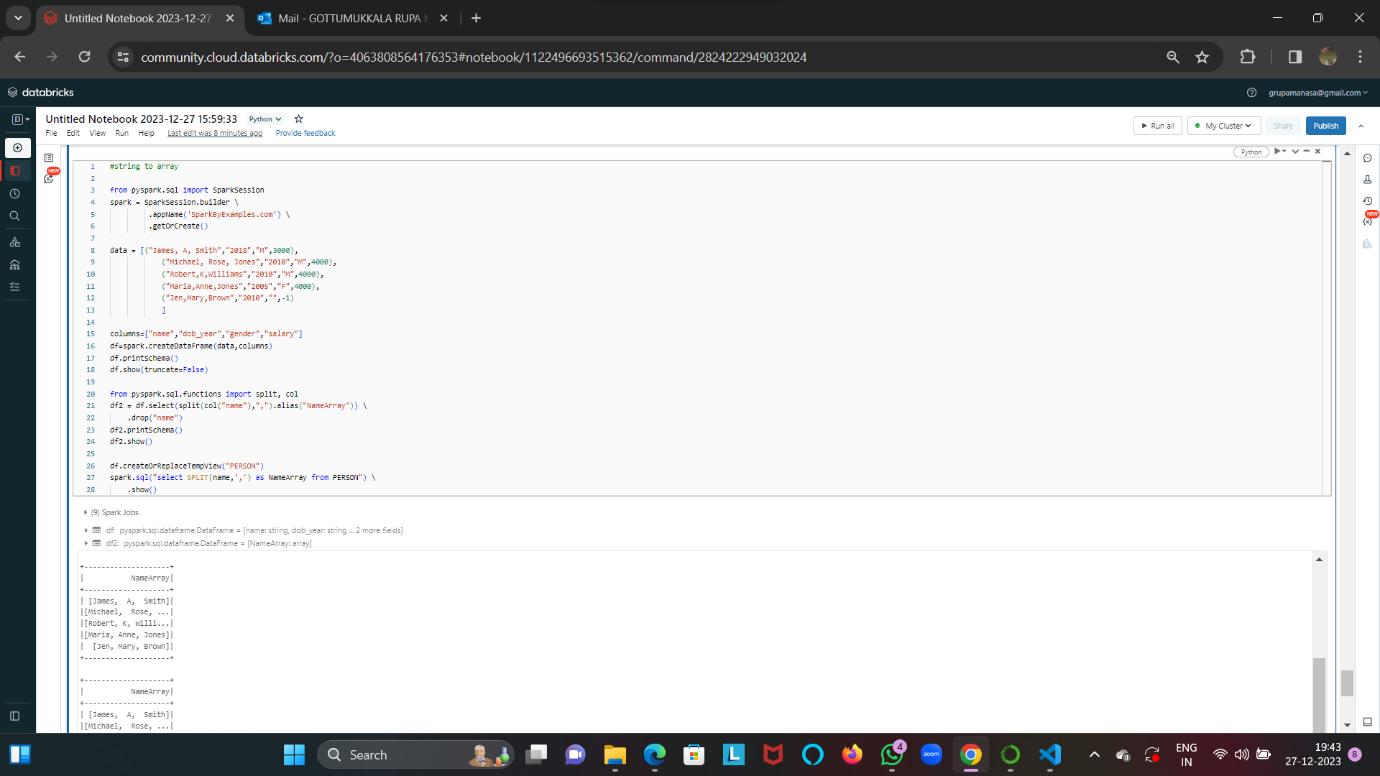 Untitled Notebook 2023-12-27
Mail - GOTTUMUKKALA RUPA M
community.cloud.databricks.com/?o=4063808564176353#notebook/1122496693515362/command/2824222949032024
databricks
grupamanasa@gmail.com
D
Untitled Notebook 2023-12-27 15:59:33 Python
File Edit View Run Help Last edit was 8 minutes ago Provide feedback
Run all My Cluster Share Publish
NEW
NEW
Python
1 #string to array
2
3 from pyspark.sql import SparkSession
4 spark = SparkSession.builder \
5 .appName('SparkByExamples.com') \
6 .getOrCreate()
7
8 data = [("James, A, Smith","2018","M",3000),
9 ("Michael, Rose, Jones","2010","M",4000),
10 ("Robert,K,Williams","2010","M",4000),
11 ("Maria,Anne,Jones","2005","F",4000),
12 ("Jen,Mary,Brown","2010","",-1)
13 ]
14
15 columns=["name","dob_year","gender","salary"]
16 df=spark.createDataFrame(data,columns)
17 df.printSchema()
18 df.show(truncate=False)
19
20 from pyspark.sql.functions import split, col
21 df2 = df.select(split(col("name"),",").alias("NameArray")) \
22 .drop("name")
23 df2.printSchema()
24 df2.show()
25
26 df.createOrReplaceTempView("PERSON")
27 spark.sql("select SPLIT(name,',') as NameArray from PERSON") \
28 .show()
(9) Spark Jobs
df: pyspark.sql.dataframe.DataFrame = [name: string, dob_year: string ... 2 more fields]
df2: pyspark.sql.dataframe.DataFrame = [NameArray: array]
+--------------------+
| NameArray|
+--------------------+
| [James, A, Smith]|
|[Michael, Rose, ...|
|[Robert, K, Willi...|
|[Maria, Anne, Jones]|
| [Jen, Mary, Brown]|
+--------------------+
+--------------------+
| NameArray|
+--------------------+
| [James, A, Smith]|
|[Michael, Rose, ...|
Search
L
zoom
4
ENG
IN
19:43
27-12-2023
8